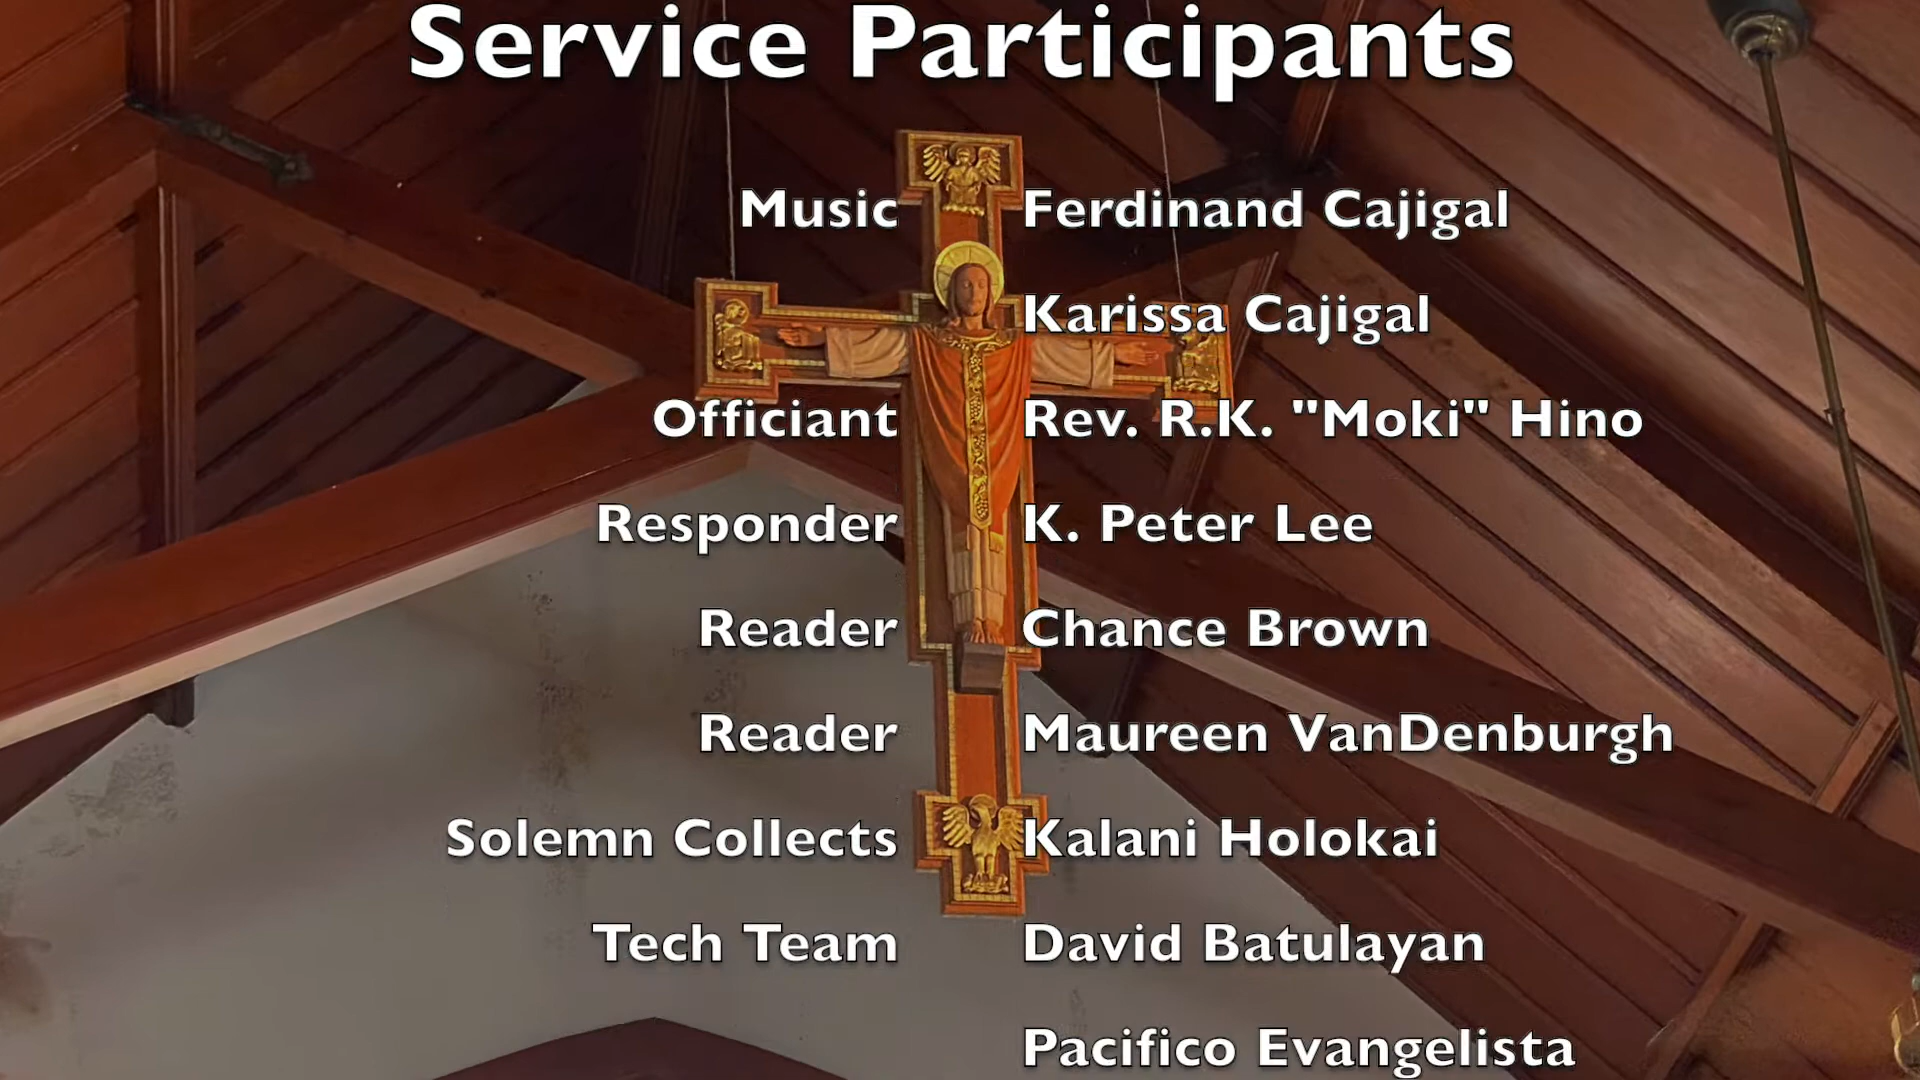 Service Participants
Music Ferdinand Cajigal
Karissa Cajigal
Officiant Rev. R.K. "Moki" Hino
Responder K. Peter Lee
Reader Chance Brown
Reader Maureen VanDenburgh
Solemn Collects Kalani Holokai
Tech Team David Batulayan
Pacifico Evangelista